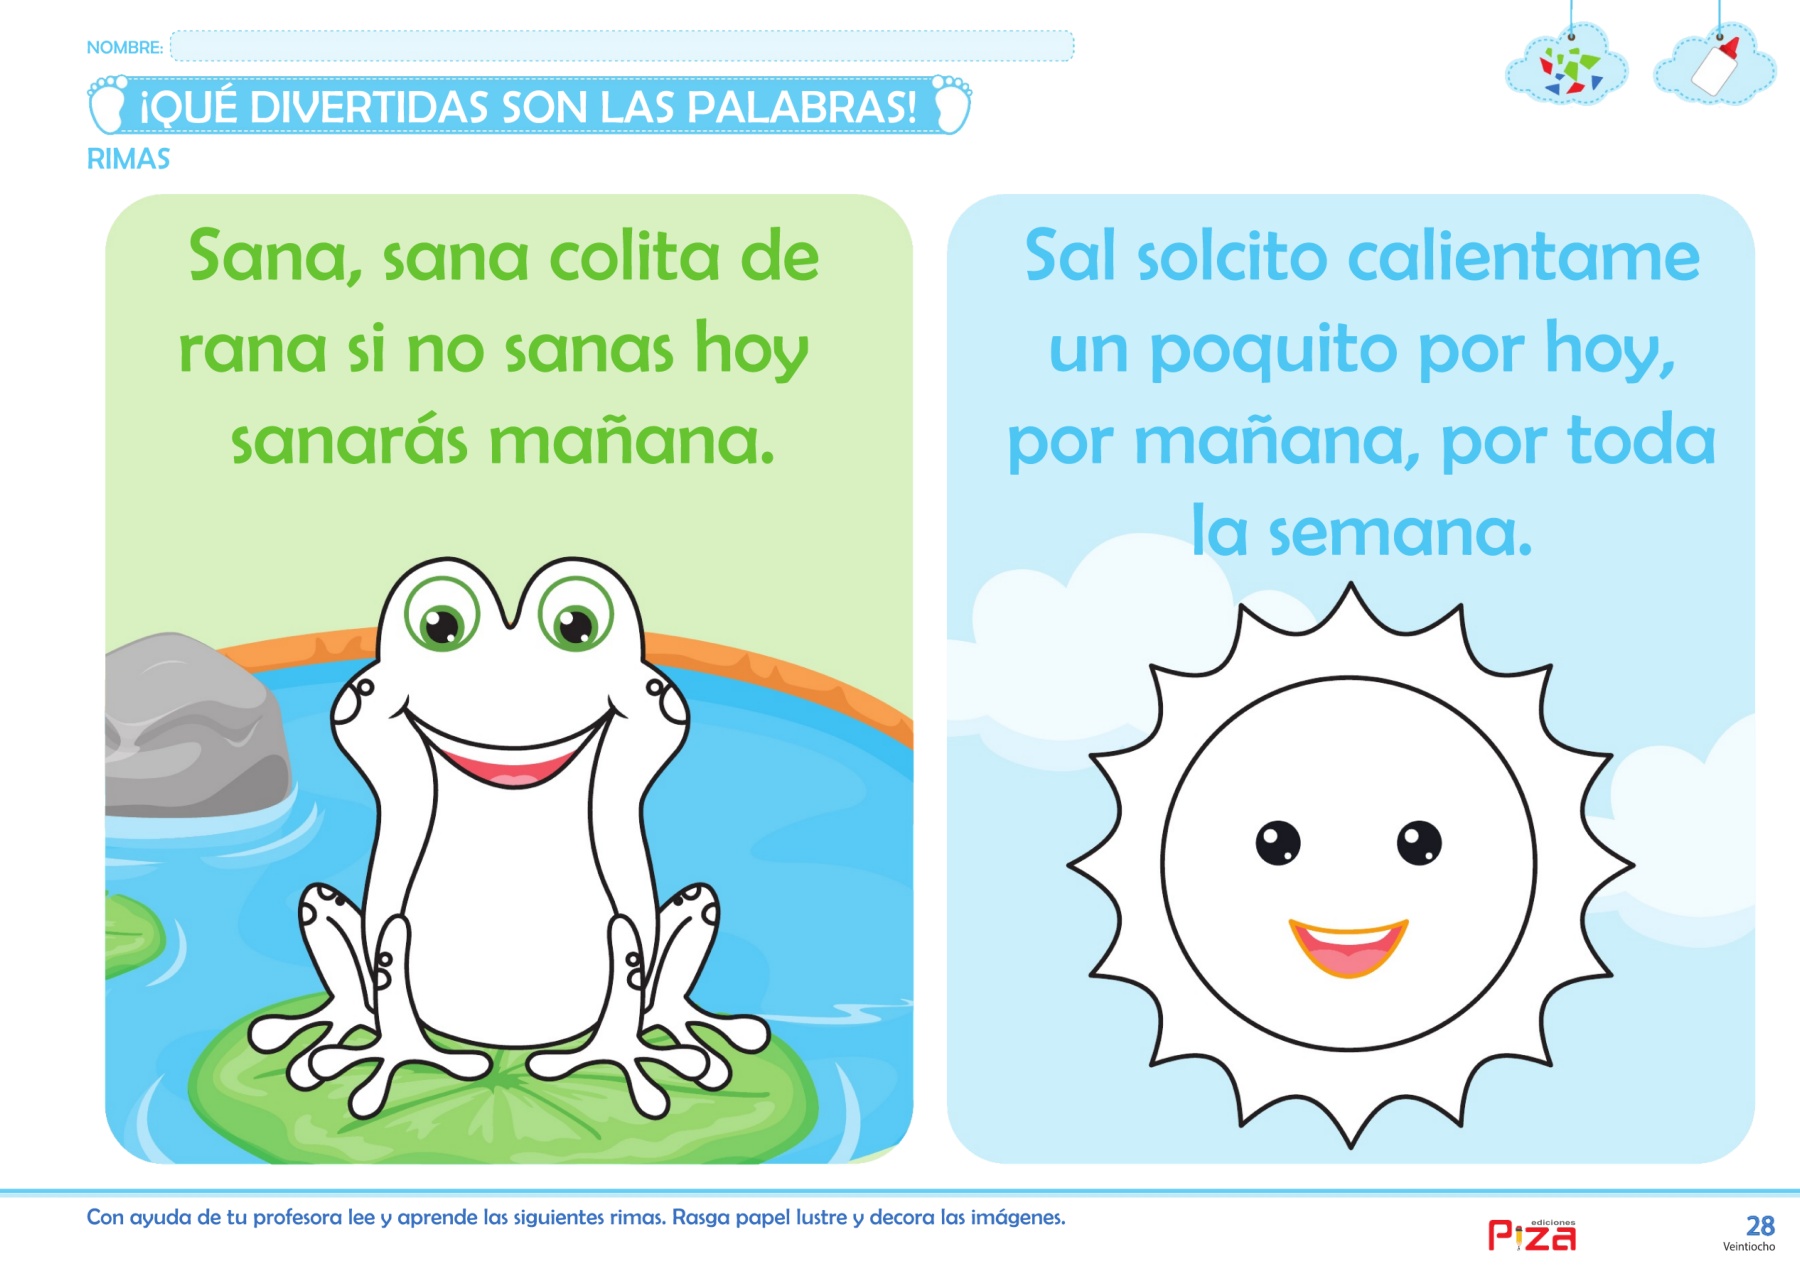 NOMBRE:
¡QUÉ DIVERTIDAS SON LAS PALABRAS!
RIMAS
Sana, sana colita de
rana si no sanas hoy
sanarás mañana.
Sal solcito calientame
un poquito por hoy,
por mañana, por toda
la semana.
Con ayuda de tu profesora lee y aprende las siguientes rimas. Rasga papel lustre y decora las imágenes.
ediciones
Piza
28
Veintiocho